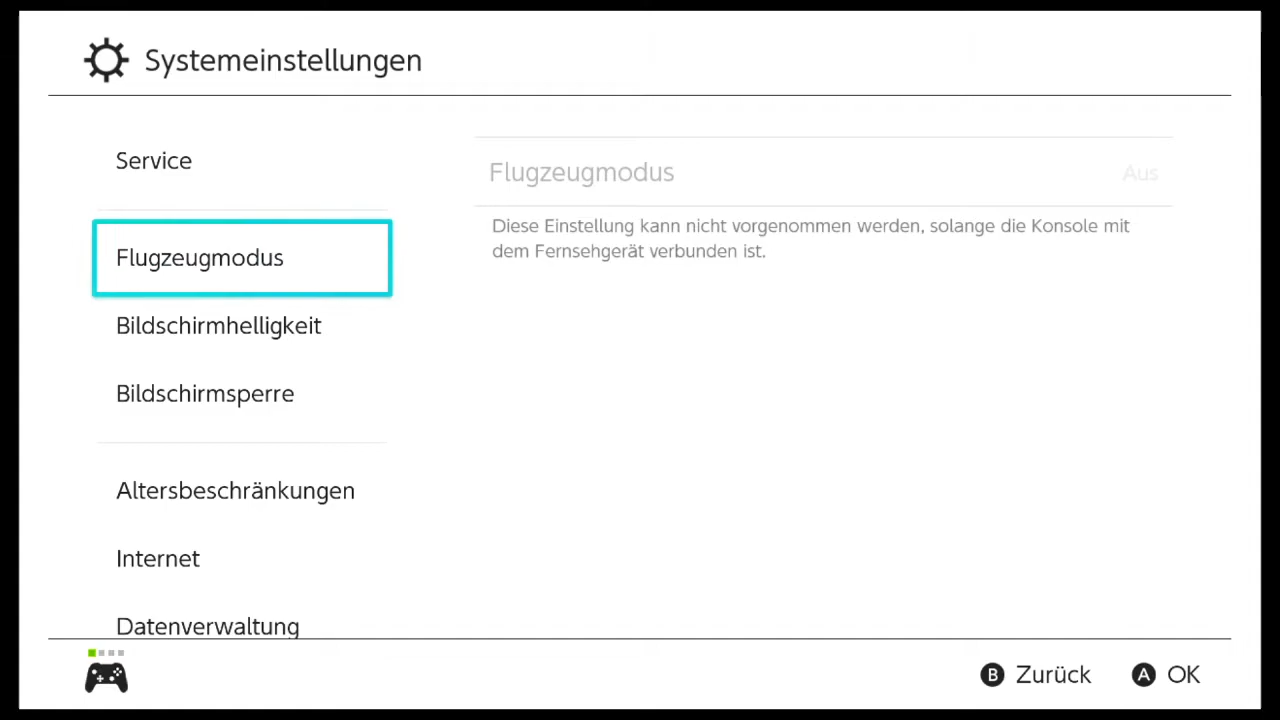 Systemeinstellungen
Service
Flugzeugmodus
Bildschirmhelligkeit
Bildschirmsperre
Altersbeschränkungen
Internet
Datenverwaltung
Flugzeugmodus Aus
Diese Einstellung kann nicht vorgenommen werden, solange die Konsole mit
dem Fernsehgerät verbunden ist.
B Zurück A OK